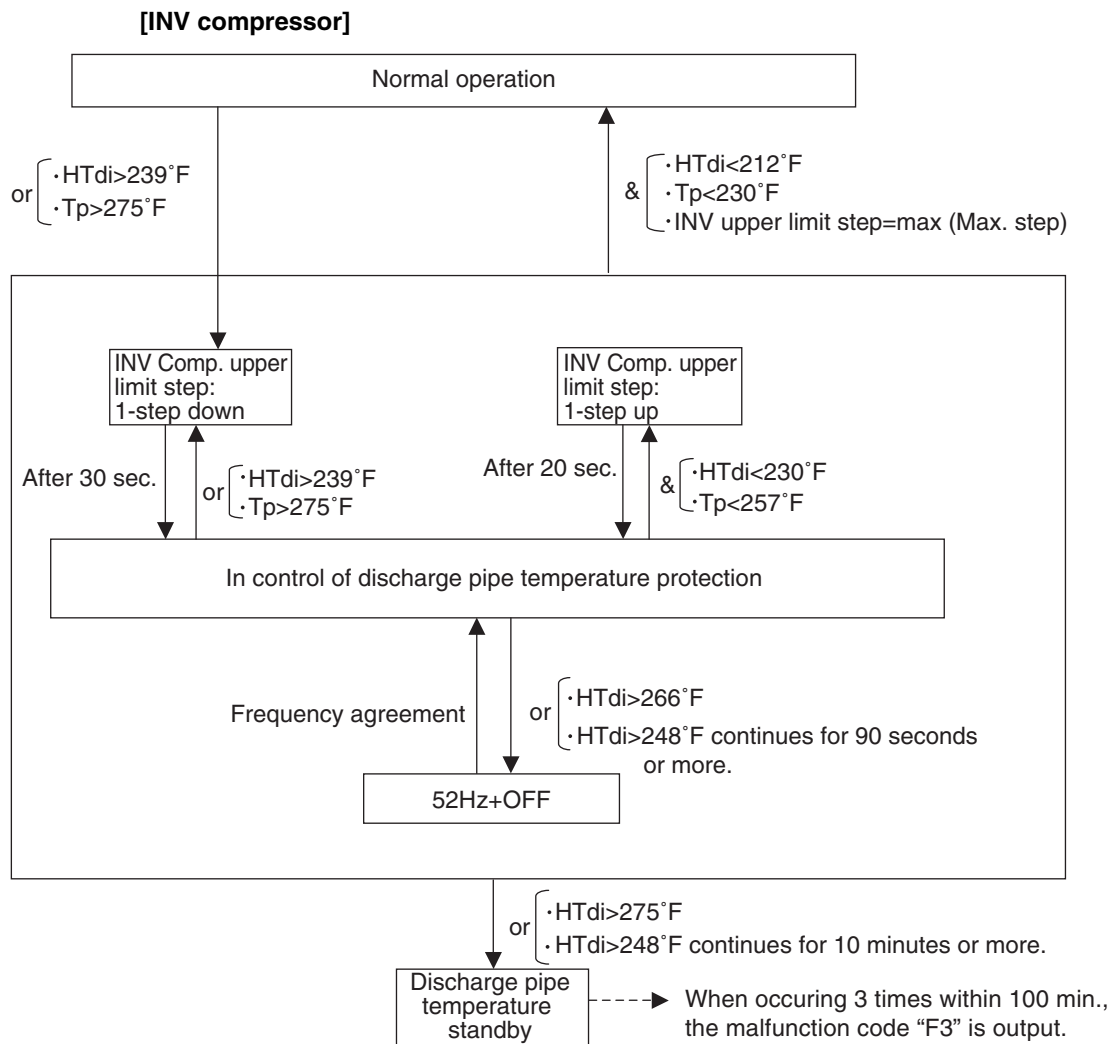 [INV compressor]
Normal operation
or
·HTdi>239˚F
·Tp>275˚F
&
·HTdi<212˚F
·Tp<230˚F
·INV upper limit step=max (Max. step)
INV Comp. upper
limit step:
1-step down
INV Comp. upper
limit step:
1-step up
After 30 sec.
or
·HTdi>239˚F
·Tp>275˚F
After 20 sec.
&
·HTdi<230˚F
·Tp<257˚F
In control of discharge pipe temperature protection
Frequency agreement
or
·HTdi>266˚F
·HTdi>248˚F continues for 90 seconds
or more.
52Hz+OFF
or
·HTdi>275˚F
·HTdi>248˚F continues for 10 minutes or more.
Discharge pipe
temperature
standby
When occuring 3 times within 100 min.,
the malfunction code “F3” is output.